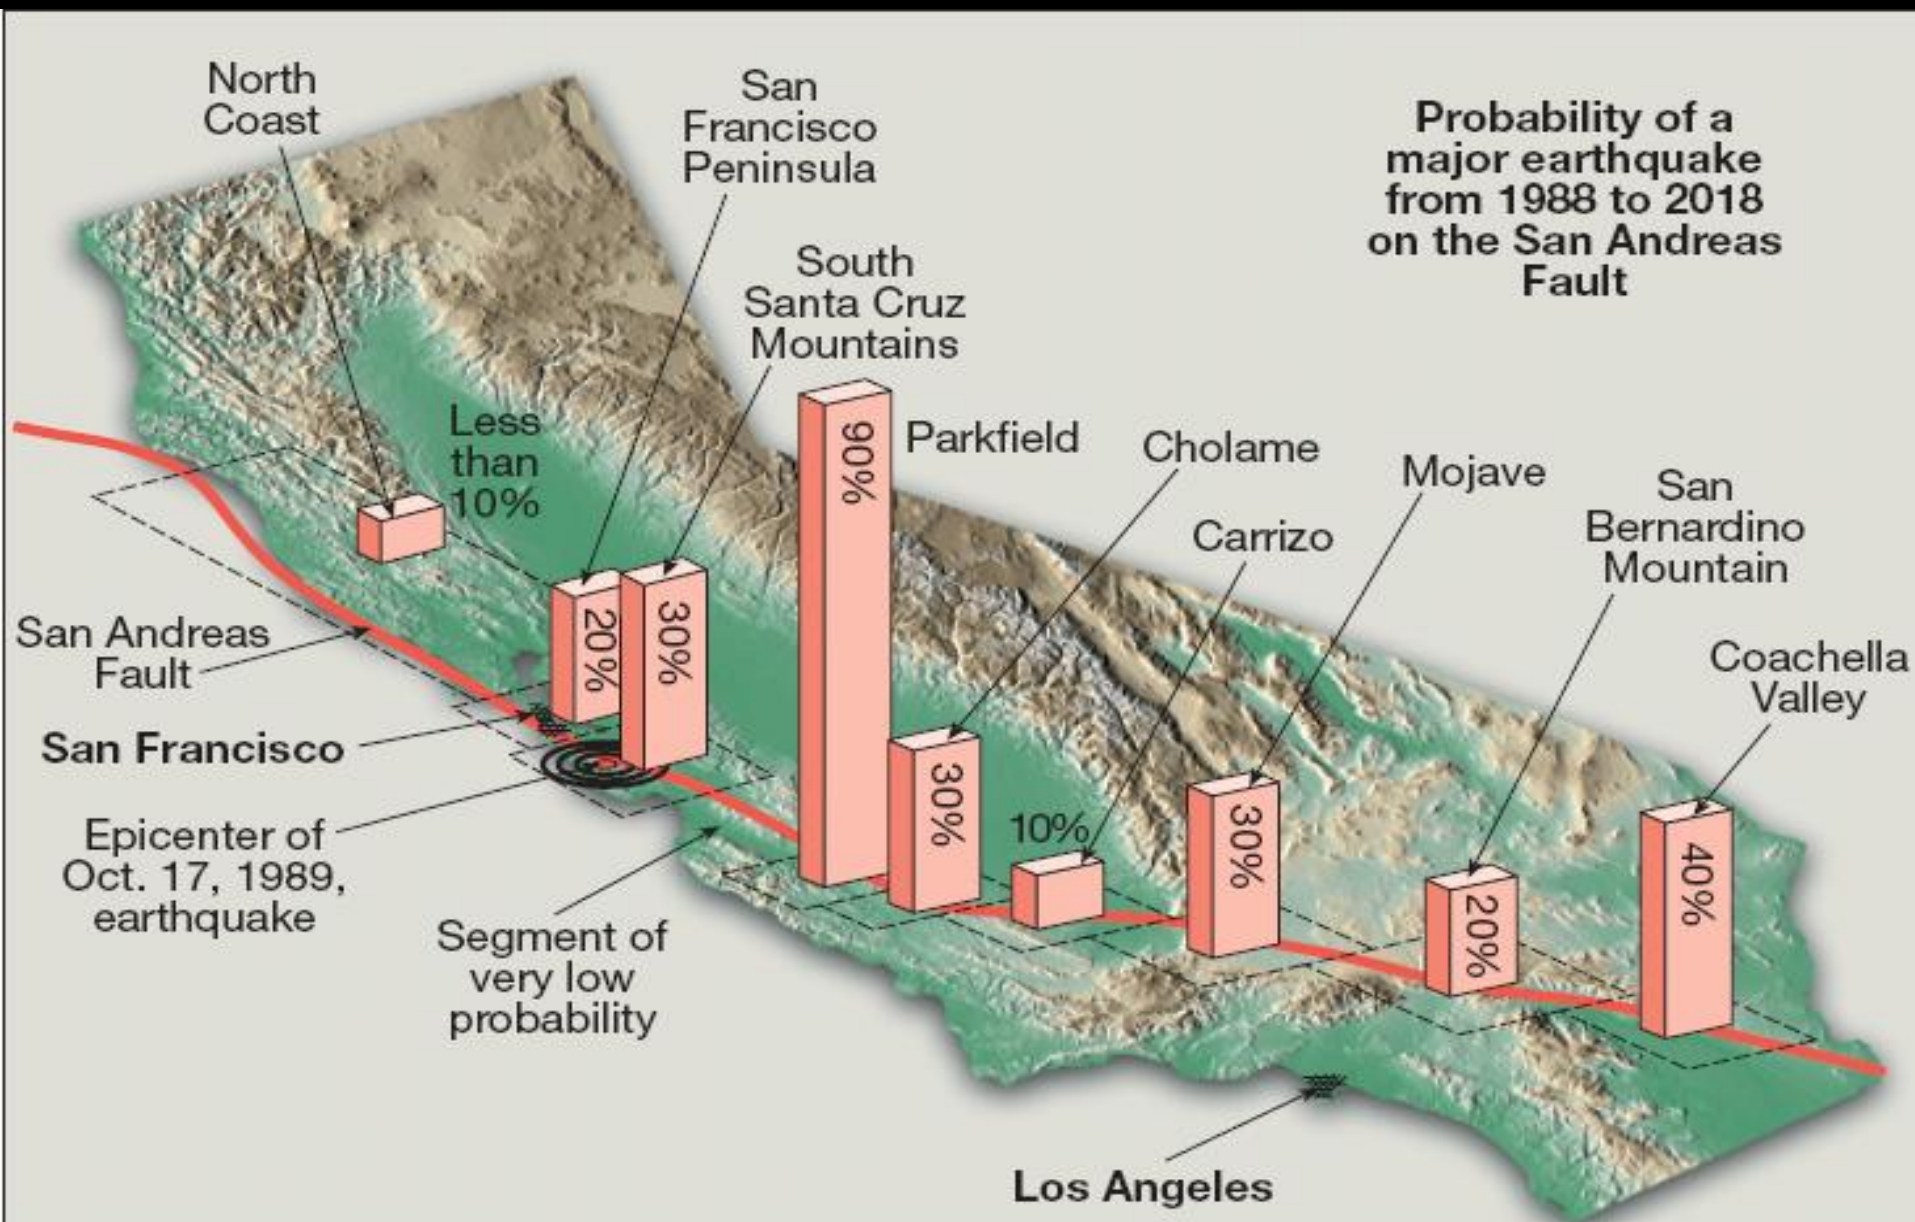 North
Coast
San
Francisco
Peninsula
Probability of a
major earthquake
from 1988 to 2018
on the San Andreas
Fault
South
Santa Cruz
Mountains
Less
than
10%
90%
Parkfield
Cholame
Mojave
San
Bernardino
Mountain
Carrizo
Coachella
Valley
San Andreas
Fault
20%
30%
San Francisco
Epicenter of
Oct. 17, 1989,
earthquake
Segment of
very low
probability
30%
10%
30%
20%
40%
Los Angeles